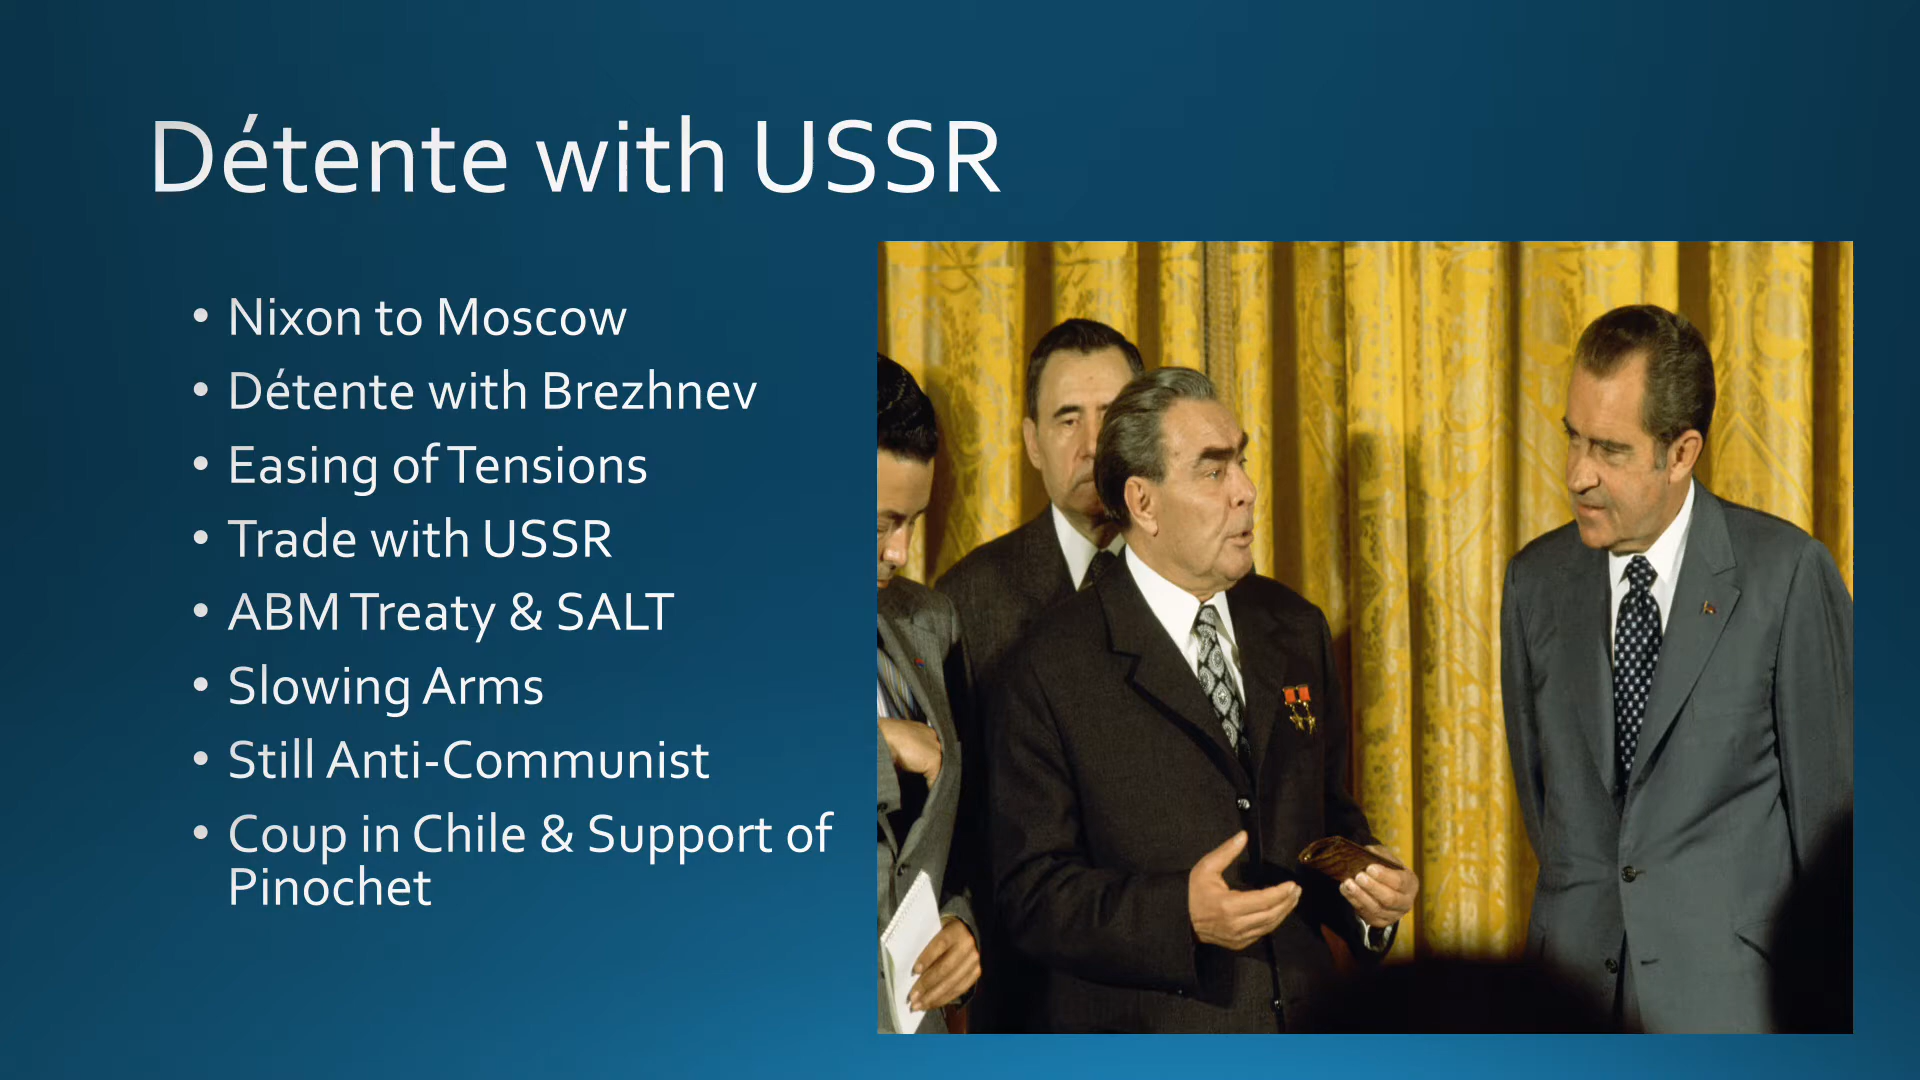 Détente with USSR
• Nixon to Moscow
• Détente with Brezhnev
• Easing of Tensions
• Trade with USSR
• ABM Treaty & SALT
• Slowing Arms
• Still Anti-Communist
• Coup in Chile & Support of
Pinochet